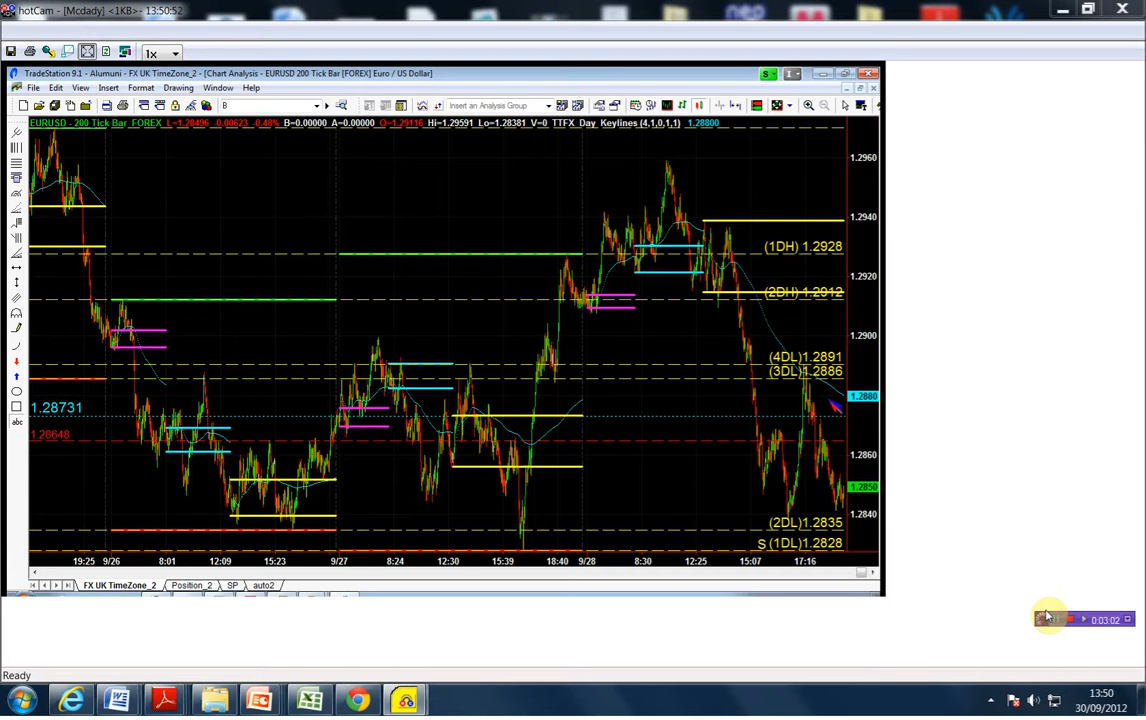 hotCam - [Mcdady] <1KB> - 13:50:52
1x
TradeStation 9.1 - Alumuni - FX UK TimeZone_2 - [Chart Analysis - EURUSD 200 Tick Bar [FOREX] Euro / US Dollar]
S
I
File Edit View Insert Format Drawing Window Help
B
Insert an Analysis Group
EURUSD - 200 Tick Bar FOREX L=1.28496 -0.00623 -0.48% B=0.00000 A=0.00000 O=1.29116 Hi=1.29591 Lo=1.28381 V=0 TTFX_Day_Keylines (4,1,0,1,1) 1.28800
1.2960
1.2940
(1DH) 1.2928
1.2920
(2DH) 1.2912
1.2900
(4DL) 1.2891
(3DL) 1.2886
1.2880
1.28731
1.28648
1.2860
1.2850
1.2840
(2DL) 1.2835
S (1DL) 1.2828
abc
19:25 9/26 8:01 12:09 15:23 9/27 8:24 12:30 15:39 18:40 9/28 8:30 12:25 15:07 17:16
FX UK TimeZone_2 Position_2 SP auto2
0:03:02
Ready
13:50
30/09/2012